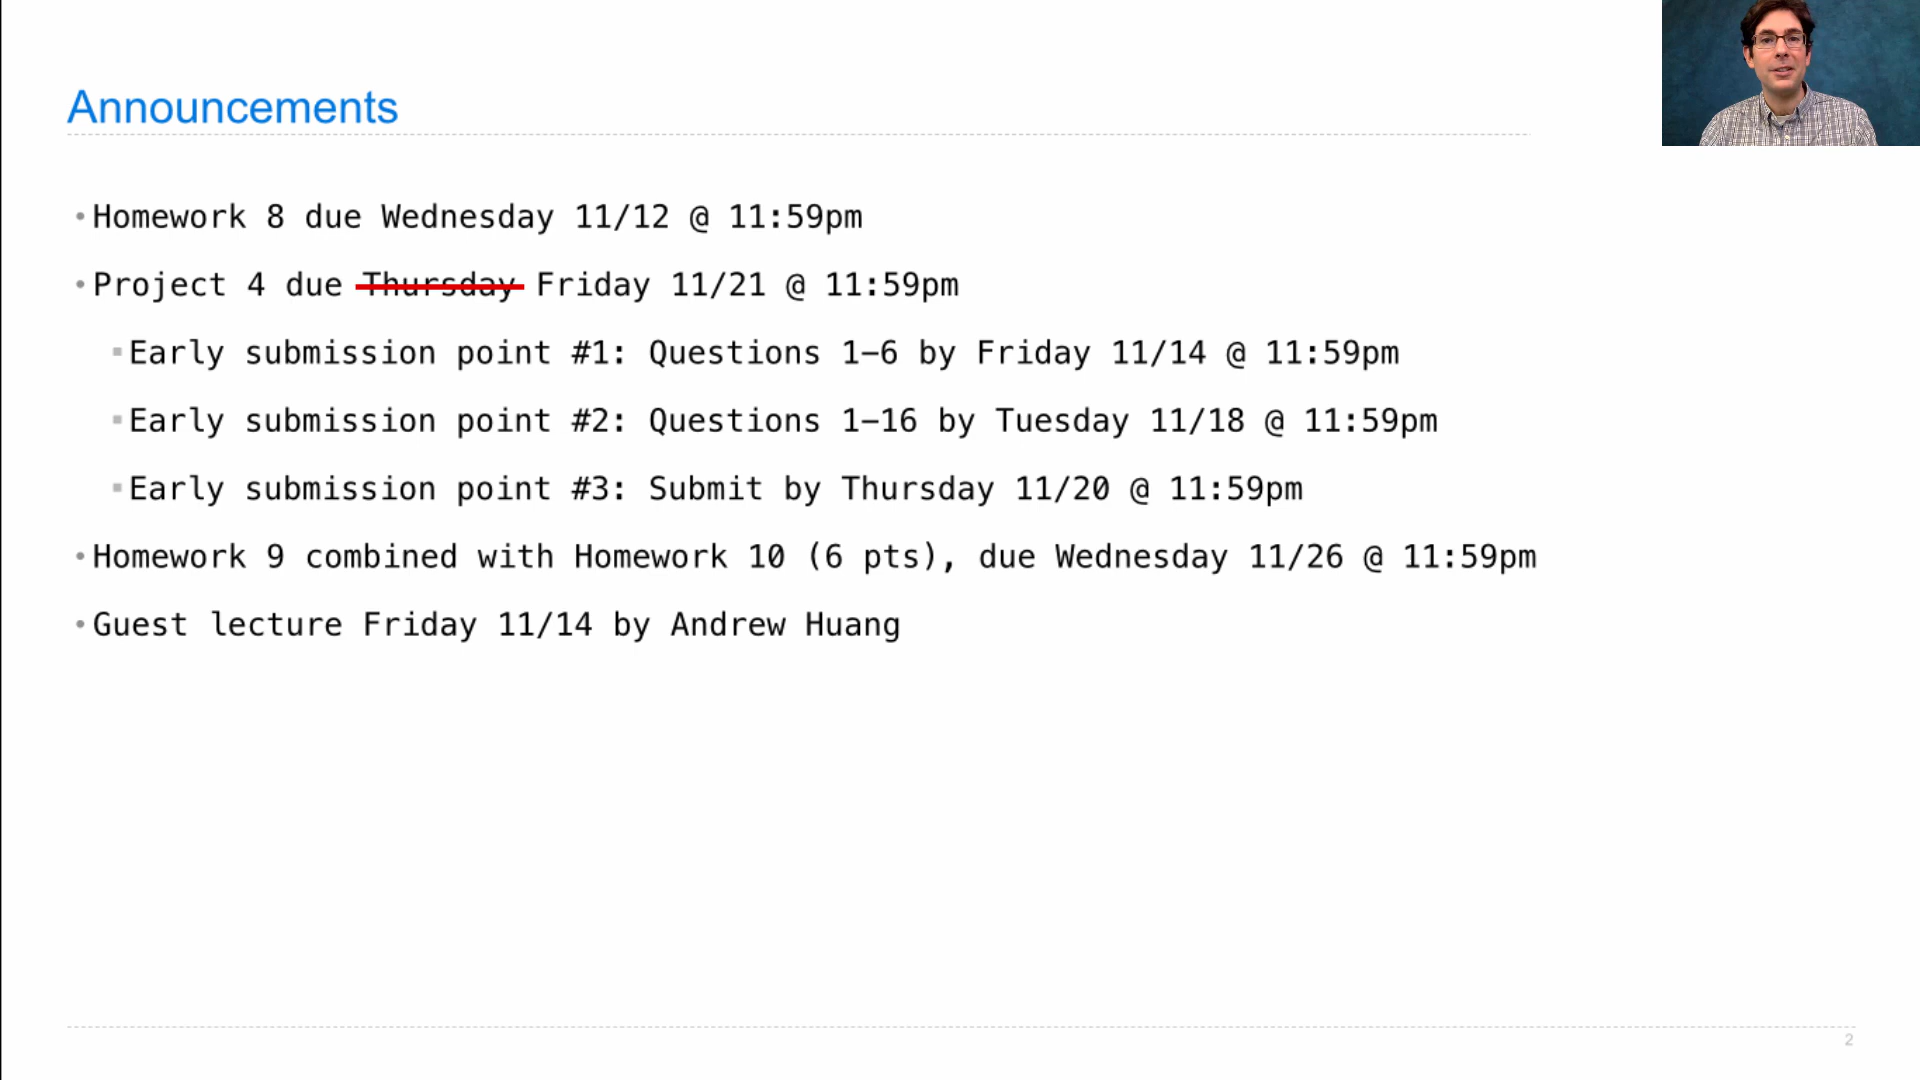 Announcements
•Homework 8 due Wednesday 11/12 @ 11:59pm
•Project 4 due Thursday Friday 11/21 @ 11:59pm
▪Early submission point #1: Questions 1–6 by Friday 11/14 @ 11:59pm
▪Early submission point #2: Questions 1–16 by Tuesday 11/18 @ 11:59pm
▪Early submission point #3: Submit by Thursday 11/20 @ 11:59pm
•Homework 9 combined with Homework 10 (6 pts), due Wednesday 11/26 @ 11:59pm
•Guest lecture Friday 11/14 by Andrew Huang
2